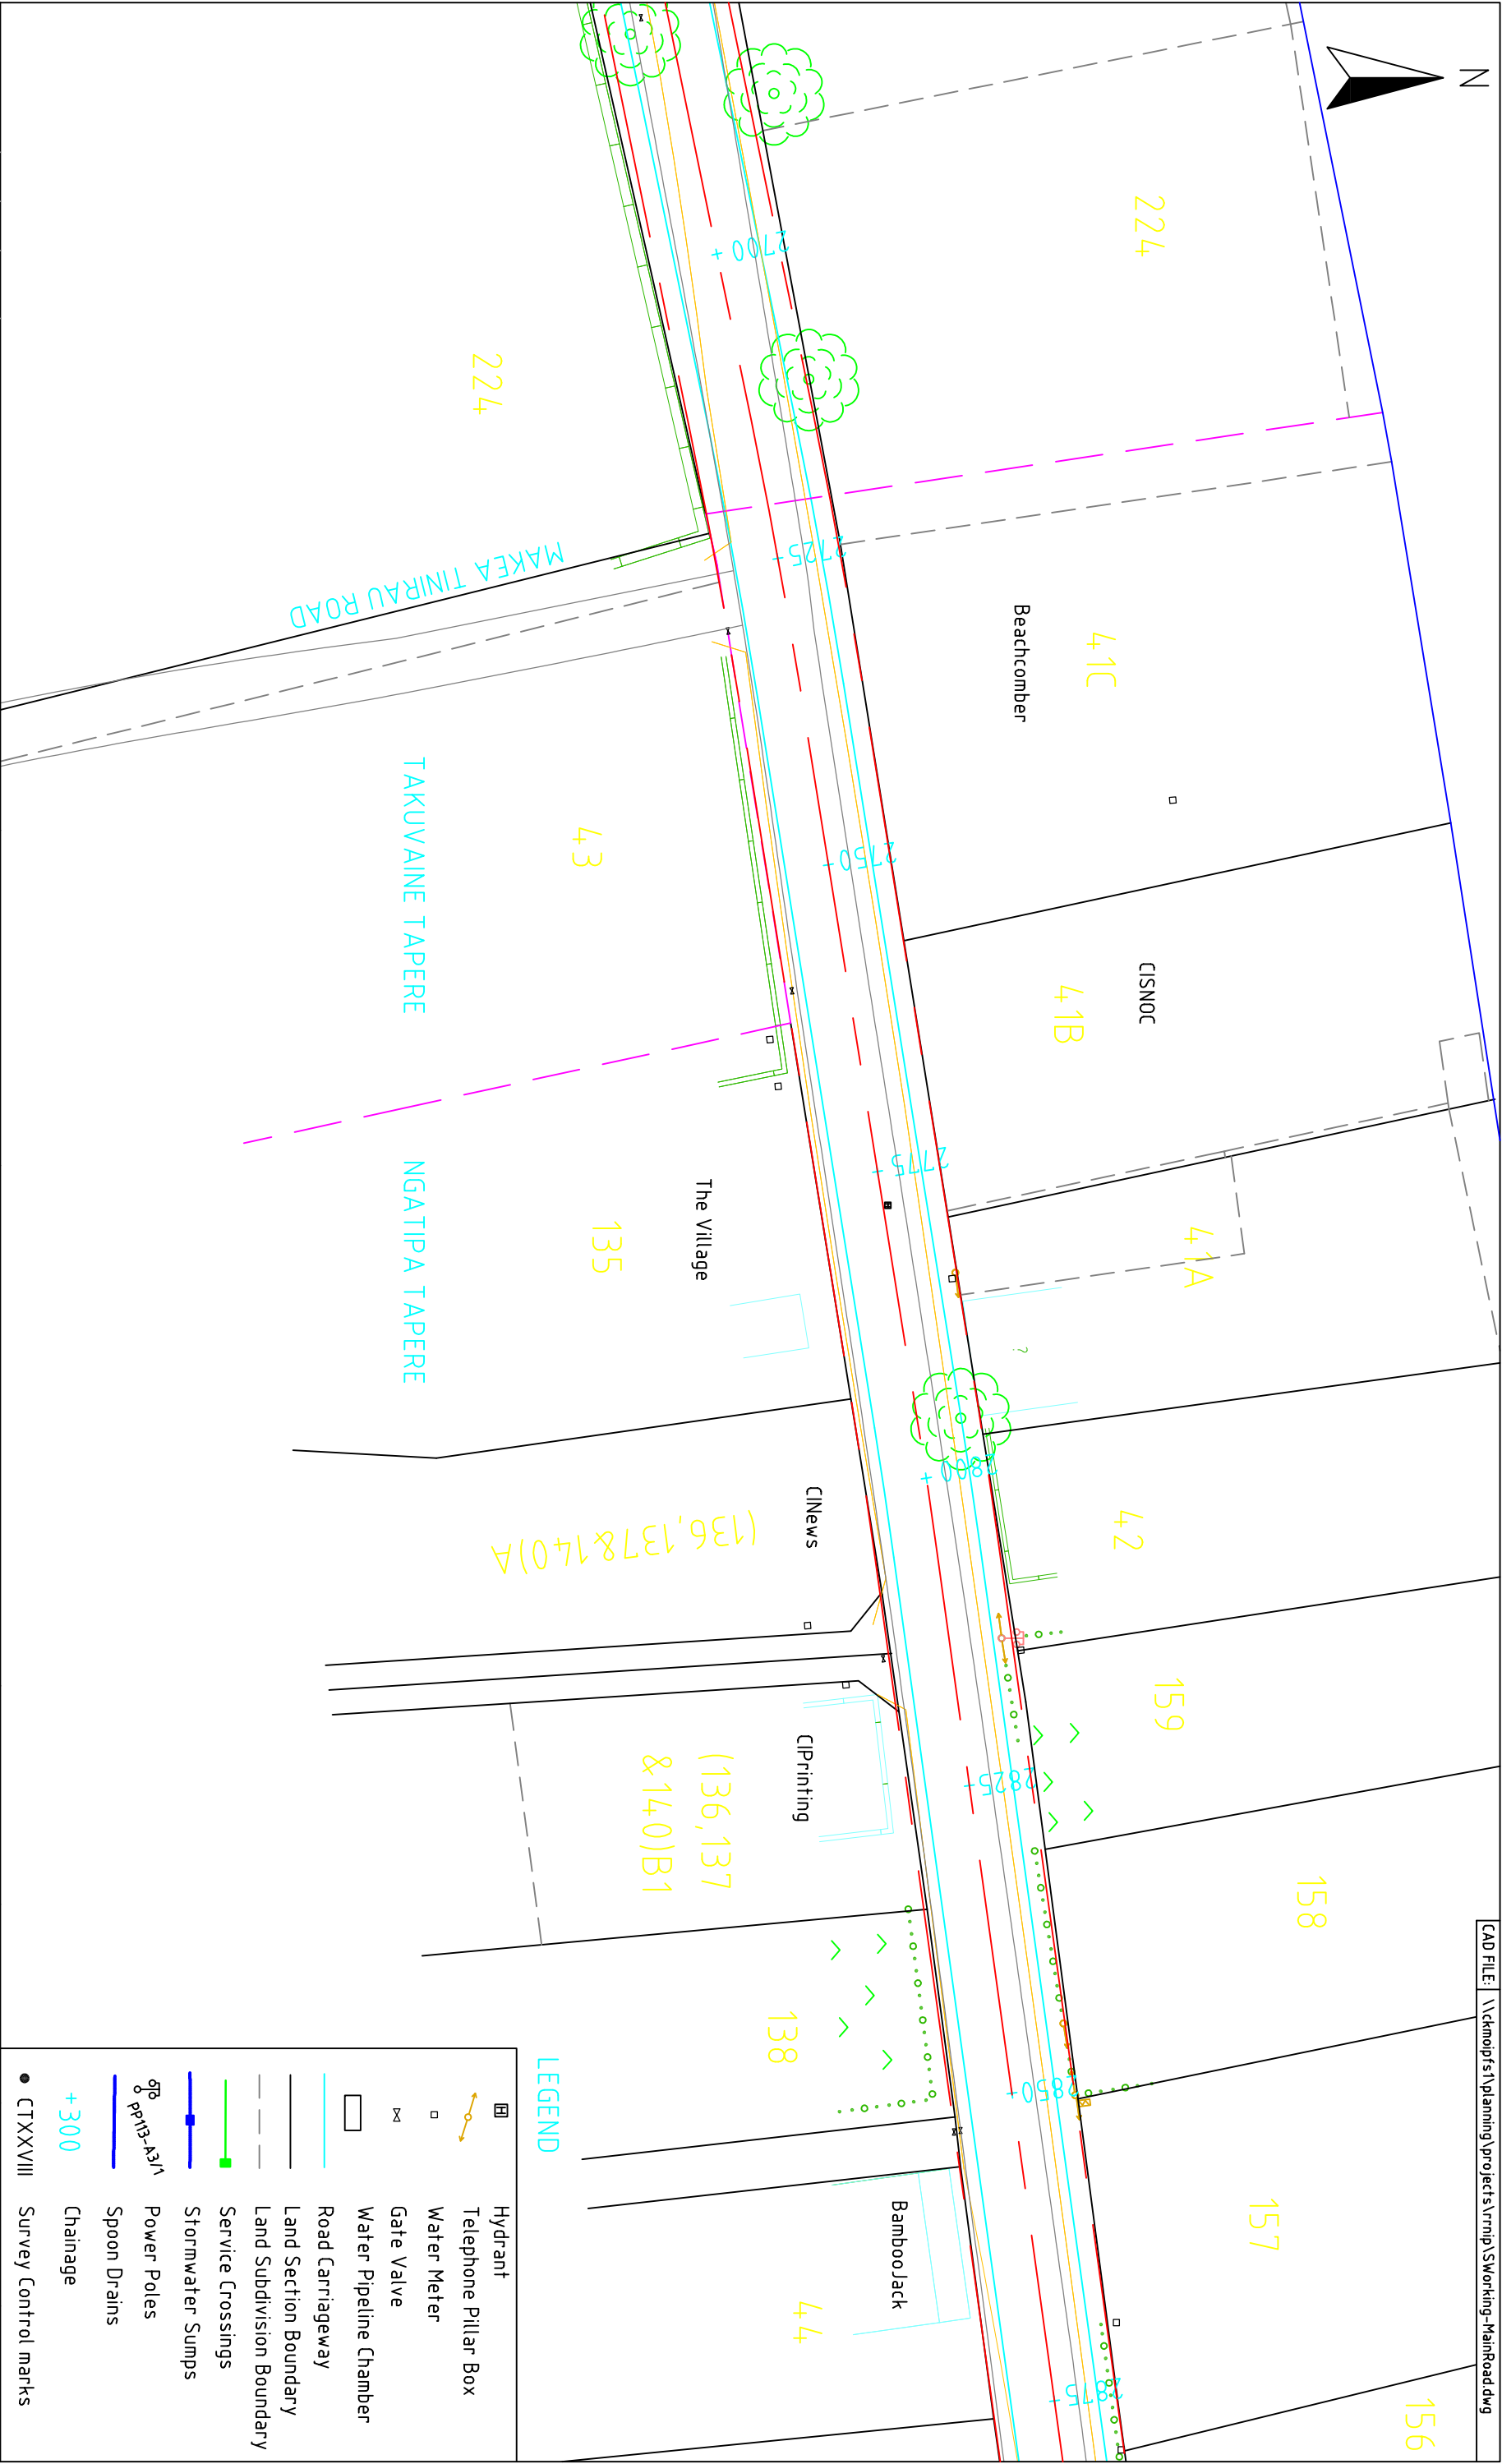 N
CAD FILE: \\ckmoipfs1\planning\projects\rrnip\SWorking-MainRoad.dwg
224
41C
Beachcomber
CISNOC
41B
41A
?
42
159
158
157
156
2700 +
2725-
2750-
2775 -
2800 +
2825-
2850-
2875-
224
MAKEA TINIRAU ROAD
43
TAKUVAINE TAPERE
NGATIPA TAPERE
The Village
135
CINews
(136,137&140)A
CIPrinting
(136,137
&140)B1
138
BambooJack
44
LEGEND
H Hydrant
Telephone Pillar Box
Water Meter
Gate Valve
Water Pipeline Chamber
Road Carriageway
Land Section Boundary
Land Subdivision Boundary
Service Crossings
Stormwater Sumps
PP113-A3/1 Power Poles
Spoon Drains
+300 Chainage
CTXXVIII Survey Control marks